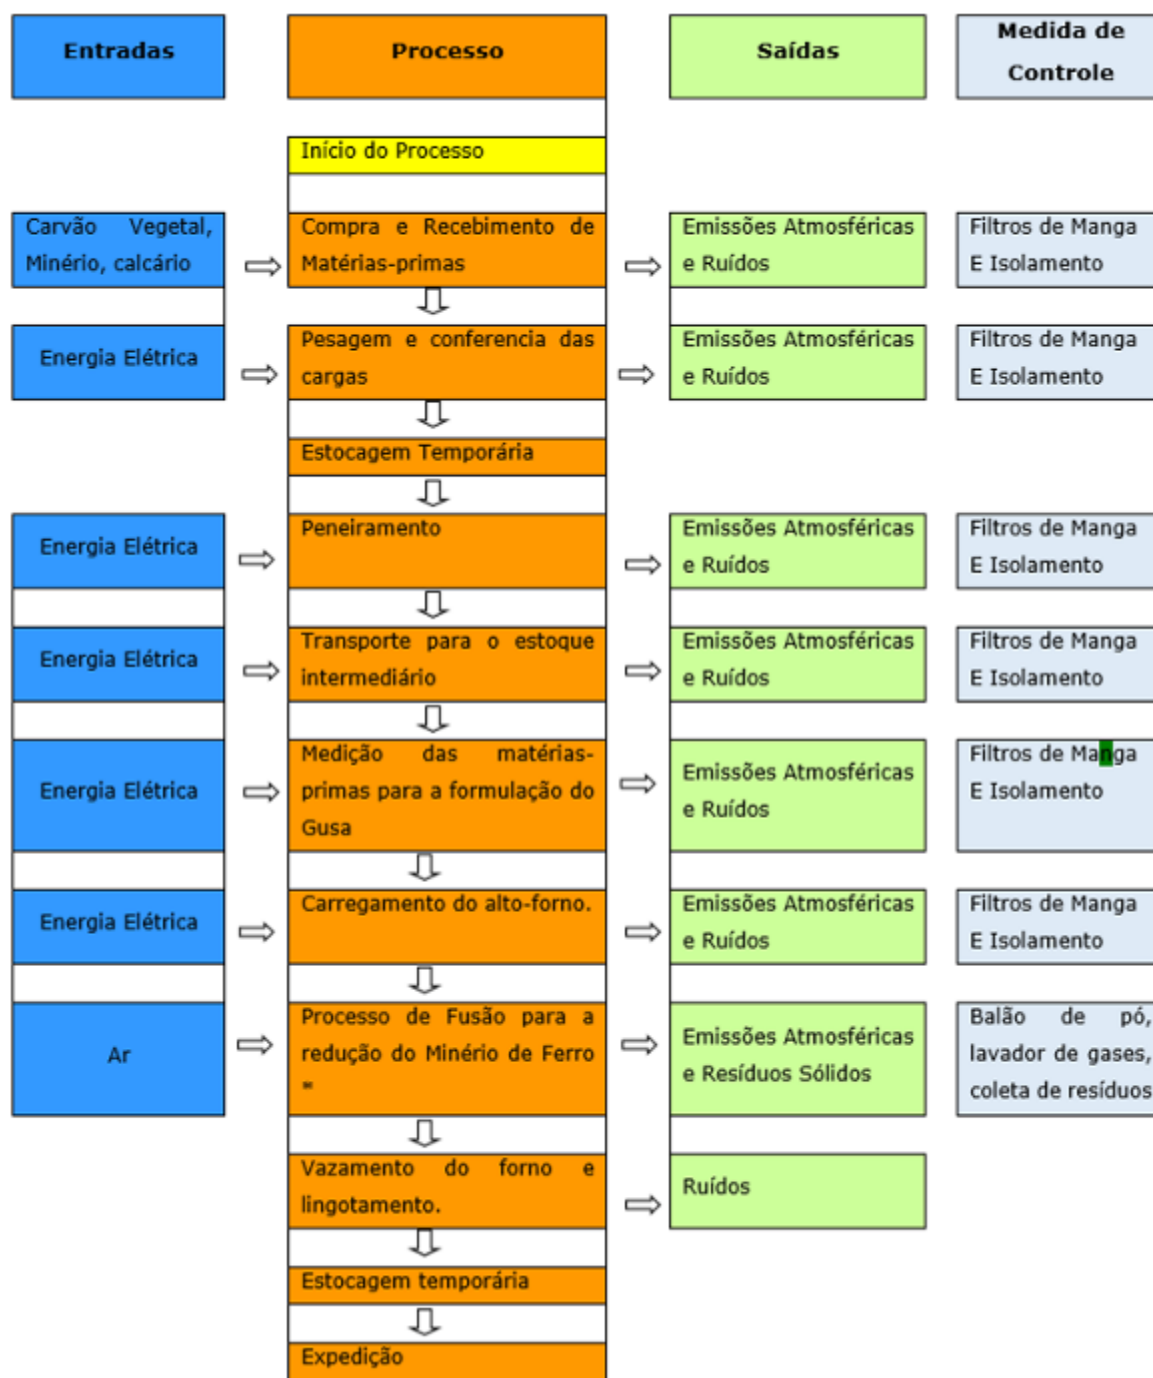 Entradas
Processo
Saídas
Medida de
Controle
Início do Processo
Carvão Vegetal,
Minério, calcário
Compra e Recebimento de
Matérias-primas
Emissões Atmosféricas
e Ruídos
Filtros de Manga
E Isolamento
Energia Elétrica
Pesagem e conferencia das
cargas
Emissões Atmosféricas
e Ruídos
Filtros de Manga
E Isolamento
Estocagem Temporária
Energia Elétrica
Peneiramento
Emissões Atmosféricas
e Ruídos
Filtros de Manga
E Isolamento
Energia Elétrica
Transporte para o estoque
intermediário
Emissões Atmosféricas
e Ruídos
Filtros de Manga
E Isolamento
Energia Elétrica
Medição das matérias-
primas para a formulação do
Gusa
Emissões Atmosféricas
e Ruídos
Filtros de Manga
E Isolamento
Energia Elétrica
Carregamento do alto-forno.
Emissões Atmosféricas
e Ruídos
Filtros de Manga
E Isolamento
Ar
Processo de Fusão para a
redução do Minério de Ferro
*
Emissões Atmosféricas
e Resíduos Sólidos
Balão de pó,
lavador de gases,
coleta de resíduos
Vazamento do forno e
lingotamento.
Ruídos
Estocagem temporária
Expedição